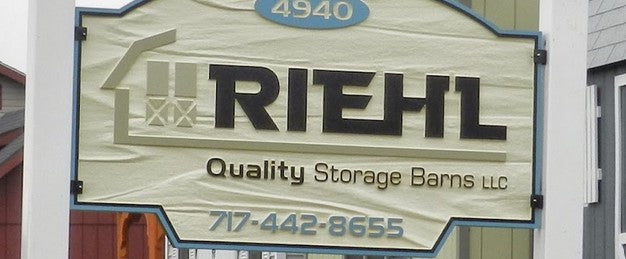 4940
RIEHL
Quality Storage Barns LLC
717-442-8655